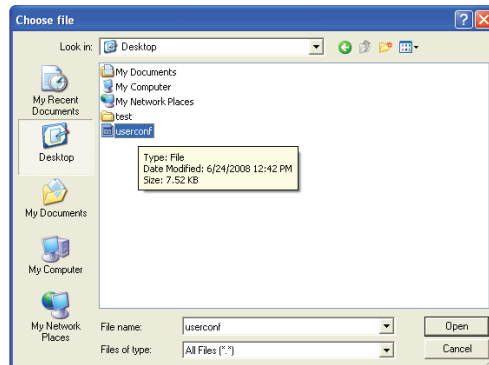 Choose file
Look in:
Desktop
My Recent
Documents
Desktop
My Documents
My Computer
My Network
Places
My Documents
My Computer
My Network Places
test
userconf
Type: File
Date Modified: 6/24/2008 12:42 PM
Size: 7.52 KB
File name:
userconf
Open
Files of type:
All Files (*.*)
Cancel